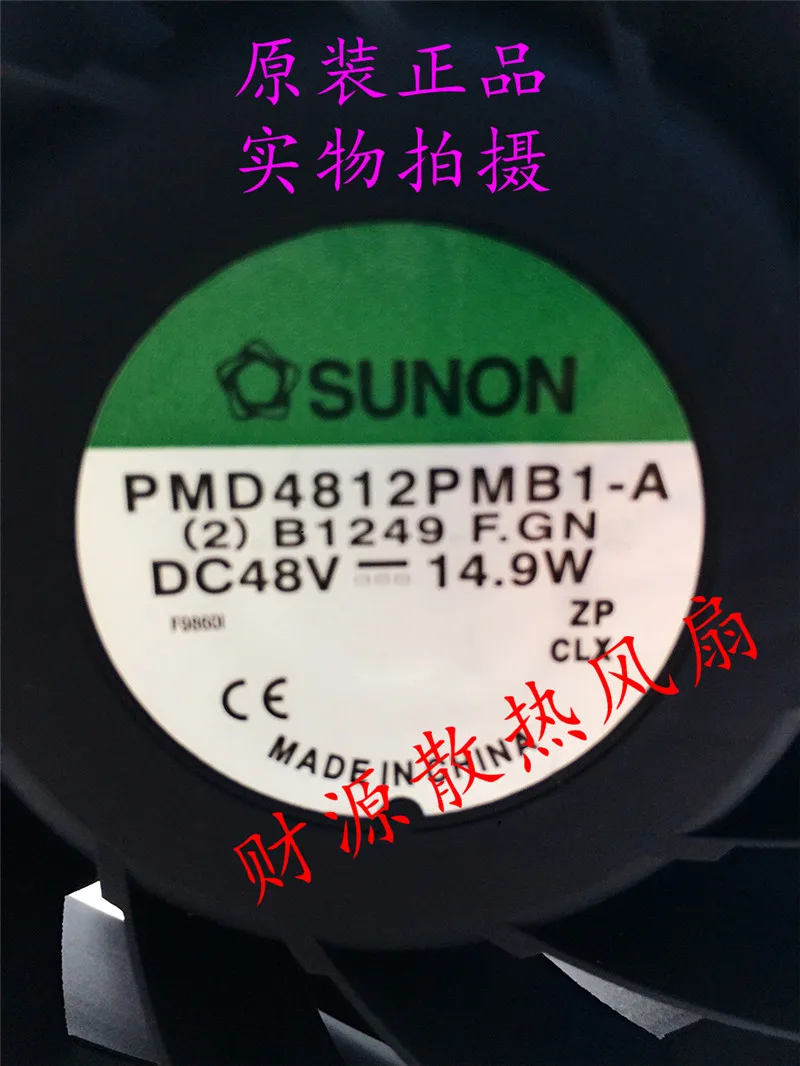 原装正品
实物拍摄
SUNON
PMD4812PMB1-A
(2) B1249 F.GN
DC48V ⎓ 14.9W
F9860I
ZP
CLX
CE
MADE IN CHINA
财源散热风扇